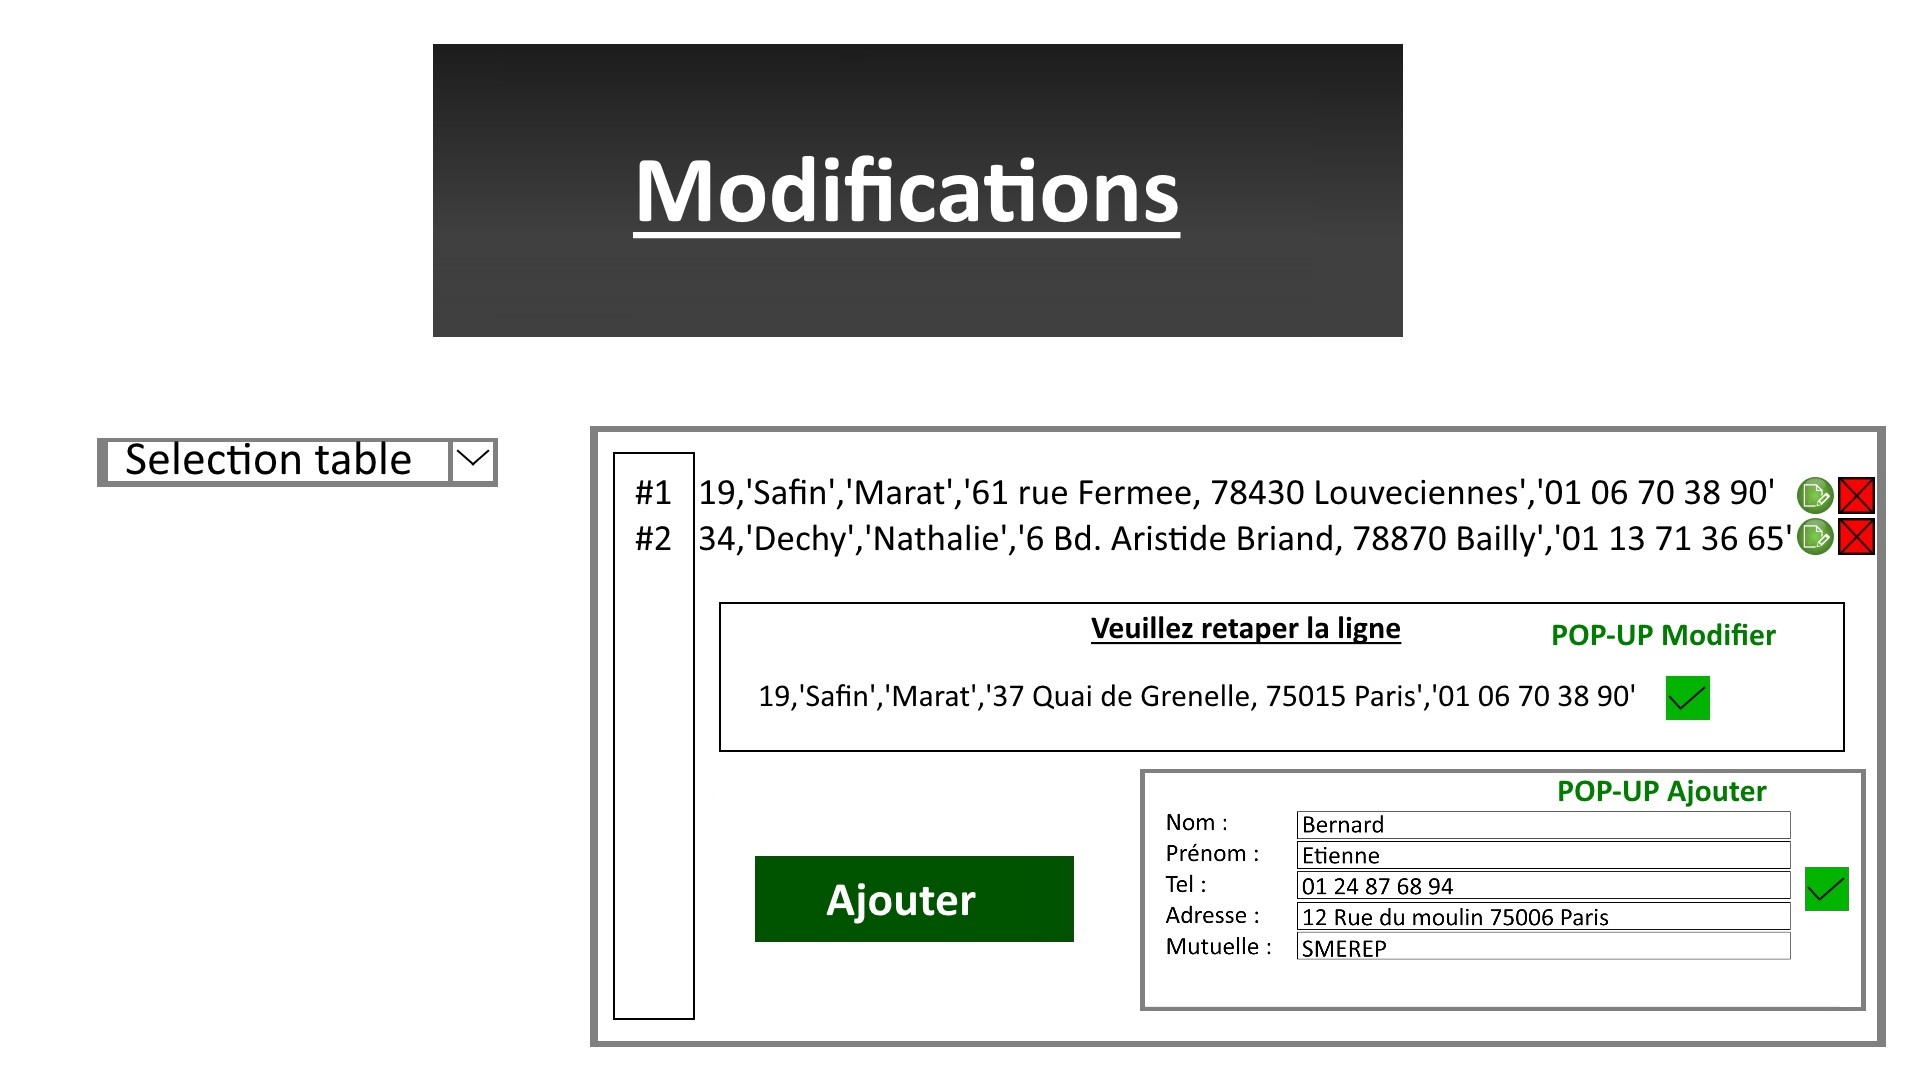 Modifications
Selection table
#1 19,'Safin','Marat','61 rue Fermee, 78430 Louveciennes','01 06 70 38 90'
#2 34,'Dechy','Nathalie','6 Bd. Aristide Briand, 78870 Bailly','01 13 71 36 65'
Veuillez retaper la ligne
POP-UP Modifier
19,'Safin','Marat','37 Quai de Grenelle, 75015 Paris','01 06 70 38 90'
Ajouter
POP-UP Ajouter
Nom : Bernard
Prénom : Etienne
Tel : 01 24 87 68 94
Adresse : 12 Rue du moulin 75006 Paris
Mutuelle : SMEREP